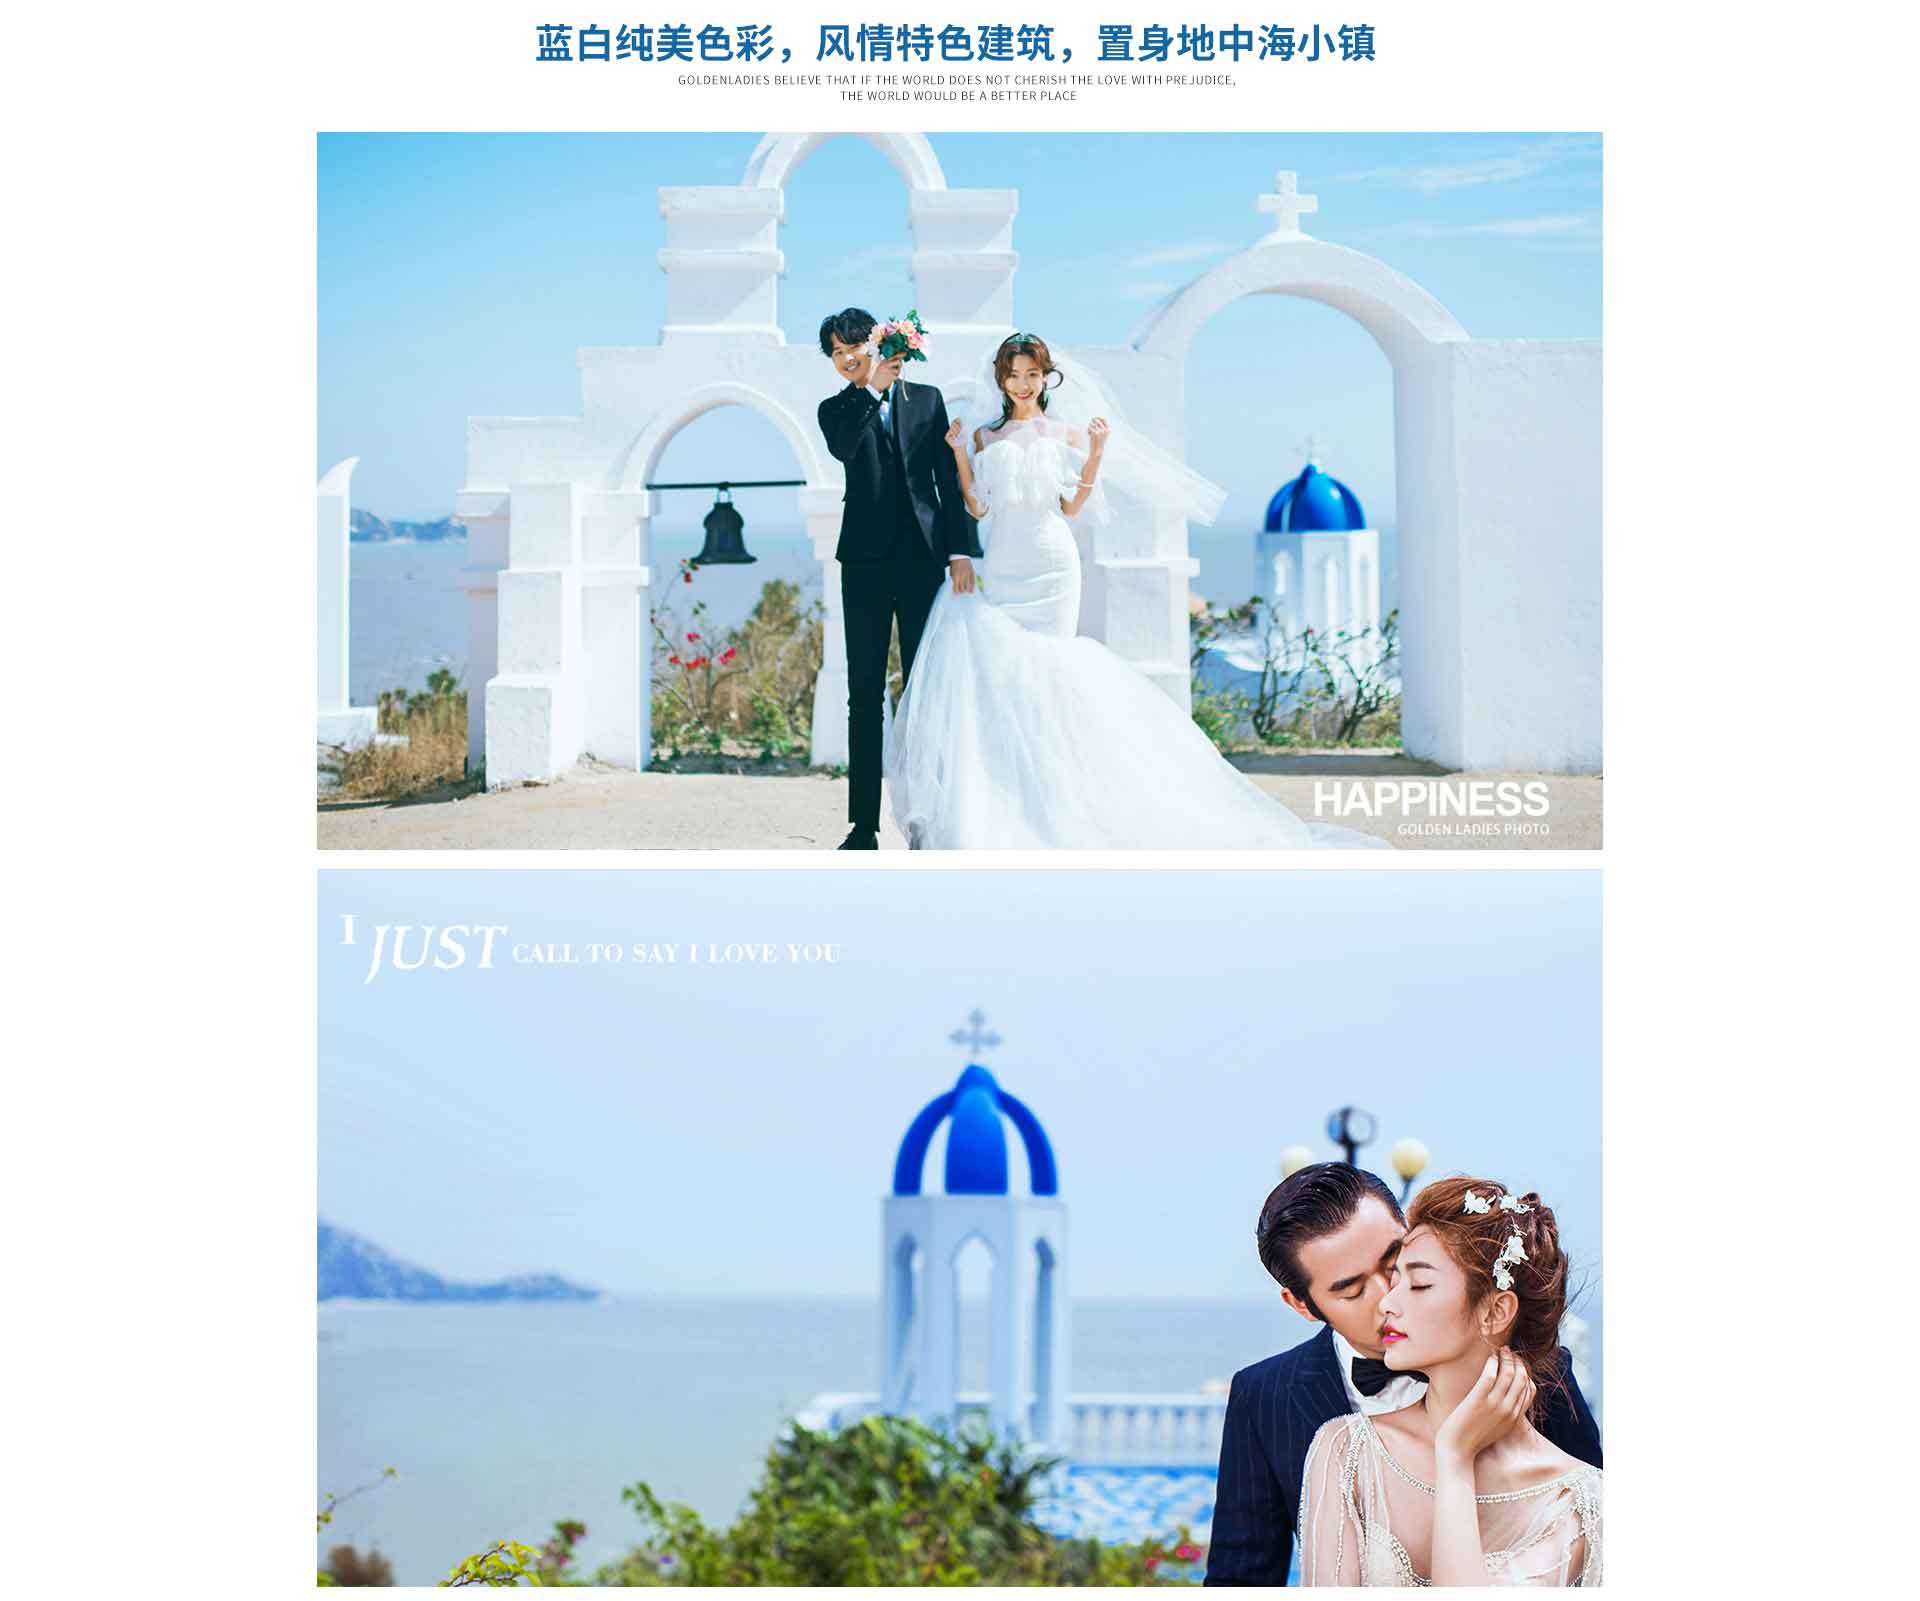 蓝白纯美色彩，风情特色建筑，置身地中海小镇
GOLDENLADIES BELIEVE THAT IF THE WORLD DOES NOT CHERISH THE LOVE WITH PREJUDICE,
THE WORLD WOULD BE A BETTER PLACE
HAPPINESS
GOLDEN LADIES PHOTO
I JUST CALL TO SAY I LOVE YOU